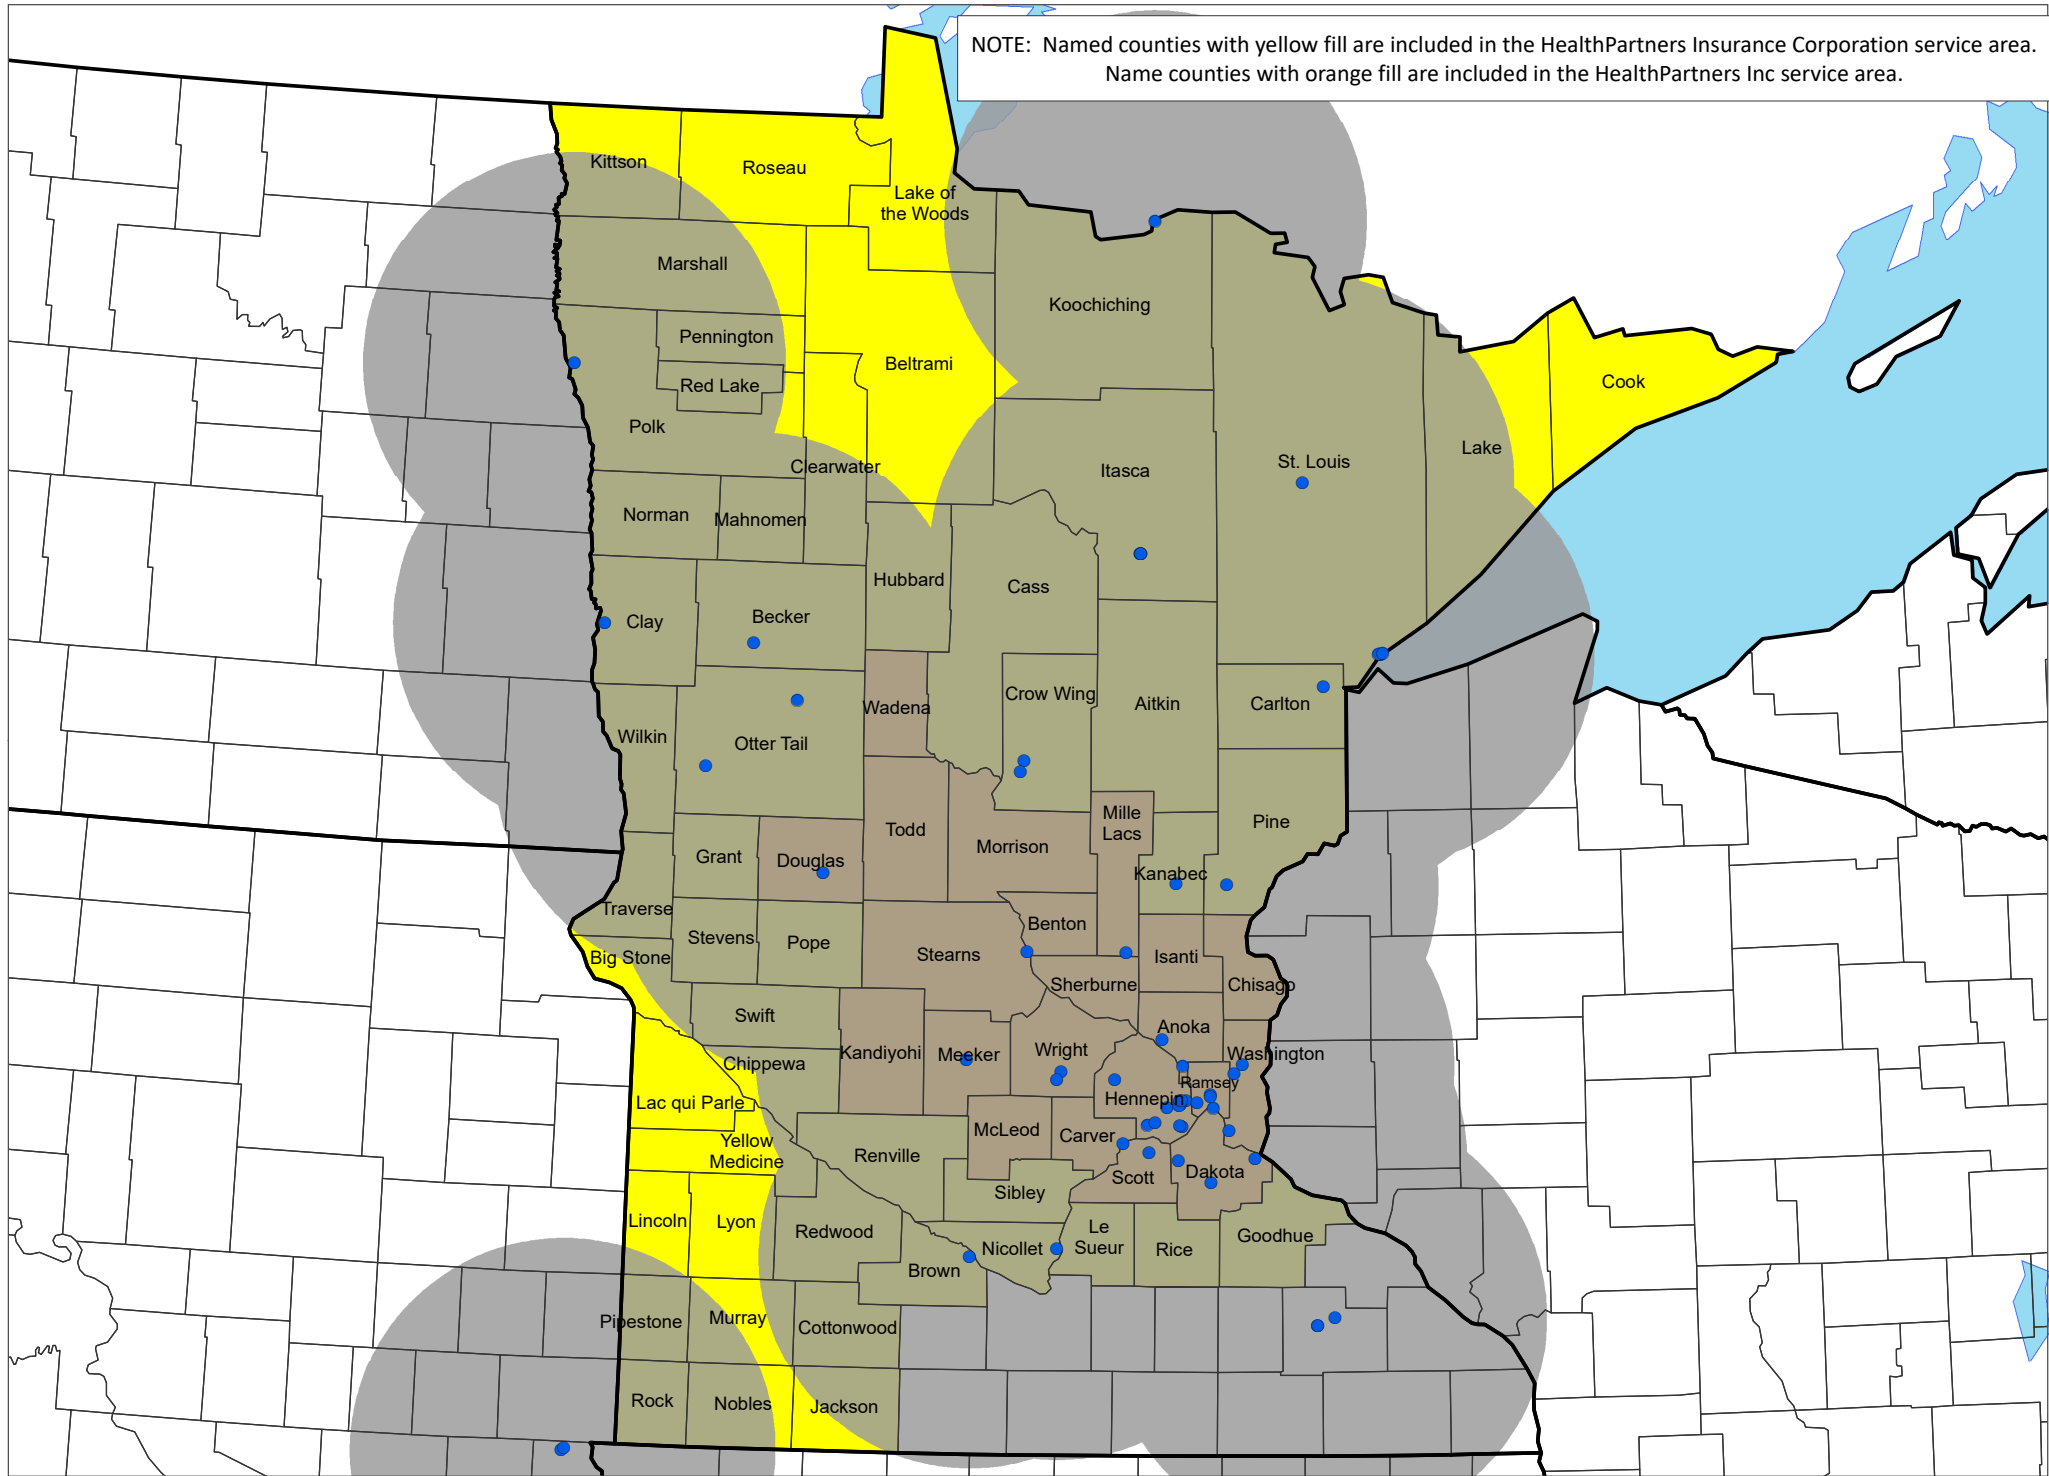 NOTE:  Named counties with yellow fill are included in the HealthPartners Insurance Corporation service area.
Name counties with orange fill are included in the HealthPartners Inc service area.
Kittson
Roseau
Lake of
the Woods
Marshall
Koochiching
Pennington
Beltrami
Red Lake
Cook
Polk
Clearwater
Itasca
St. Louis
Lake
Norman
Mahnomen
Hubbard
Cass
Clay
Becker
Crow Wing
Aitkin
Carlton
Wadena
Wilkin
Otter Tail
Mille
Lacs
Pine
Todd
Morrison
Grant
Douglas
Kanabec
Traverse
Benton
Stevens
Pope
Stearns
Isanti
Big Stone
Sherburne
Chisago
Swift
Anoka
Kandiyohi
Meeker
Wright
Washington
Chippewa
Ramsey
Hennepin
Lac qui Parle
McLeod
Carver
Yellow
Medicine
Renville
Scott
Dakota
Sibley
Lincoln
Lyon
Redwood
Nicollet
Le
Sueur
Rice
Goodhue
Brown
Pipestone
Murray
Cottonwood
Rock
Nobles
Jackson